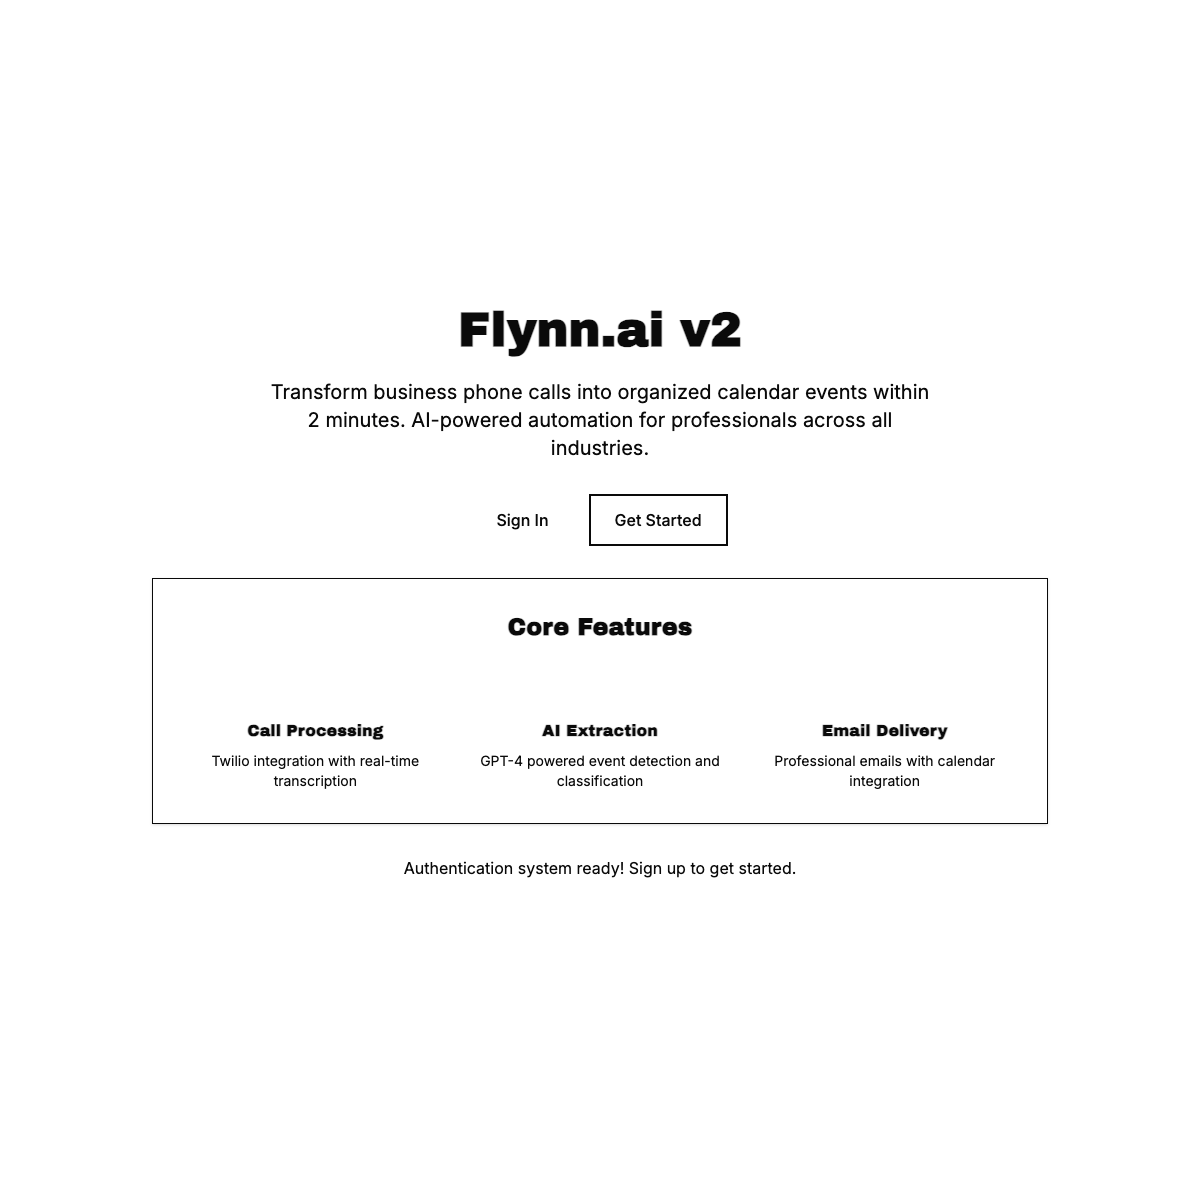 Flynn.ai v2
Transform business phone calls into organized calendar events within
2 minutes. AI-powered automation for professionals across all
industries.
Sign In
Get Started
Core Features
Call Processing
Twilio integration with real-time
transcription
AI Extraction
GPT-4 powered event detection and
classification
Email Delivery
Professional emails with calendar
integration
Authentication system ready! Sign up to get started.